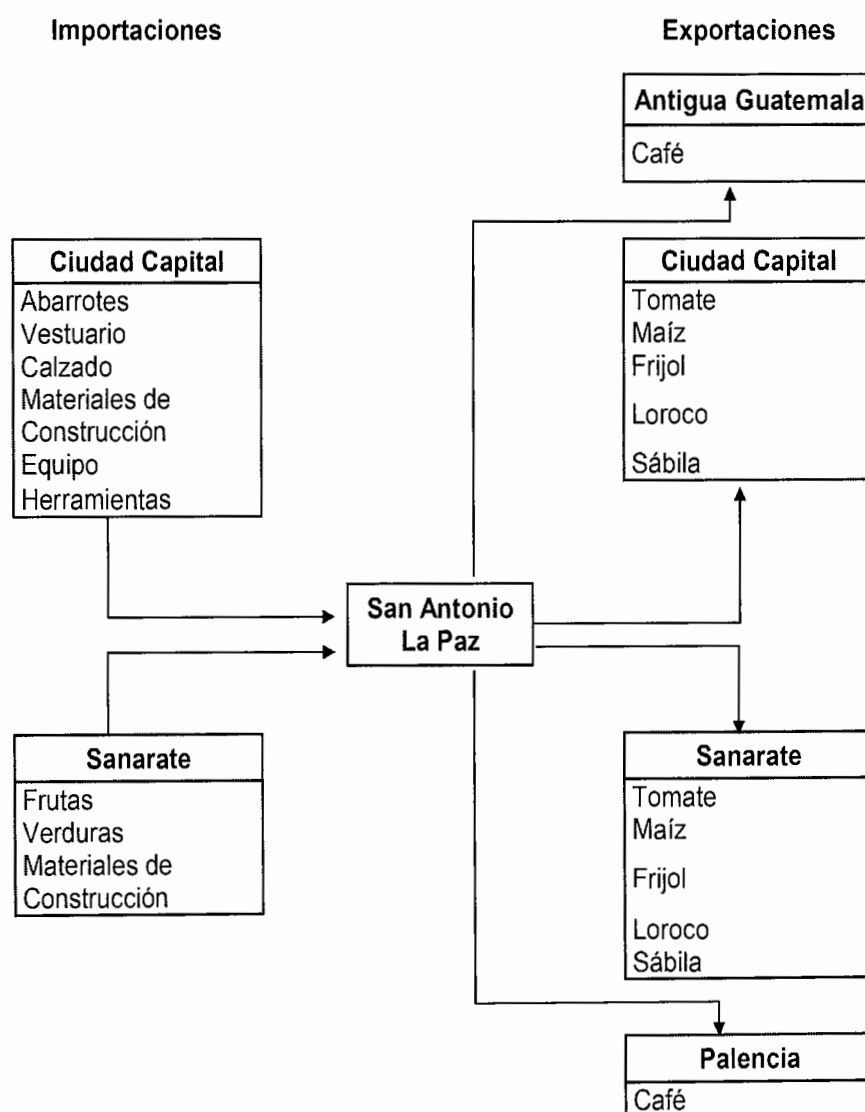 Importaciones
Exportaciones
Antigua Guatemala
Café
Ciudad Capital
Abarrotes
Vestuario
Calzado
Materiales de
Construcción
Equipo
Herramientas
Ciudad Capital
Tomate
Maíz
Frijol
Loroco
Sábila
San Antonio
La Paz
Sanarate
Frutas
Verduras
Materiales de
Construcción
Sanarate
Tomate
Maíz
Frijol
Loroco
Sábila
Palencia
Café